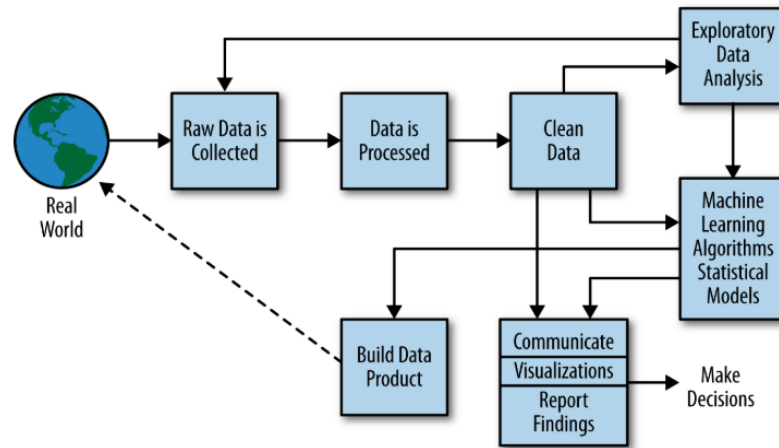 Exploratory
Data
Analysis
Raw Data is
Collected
Data is
Processed
Clean
Data
Real
World
Machine
Learning
Algorithms
Statistical
Models
Build Data
Product
Communicate
Visualizations
Report
Findings
Make
Decisions